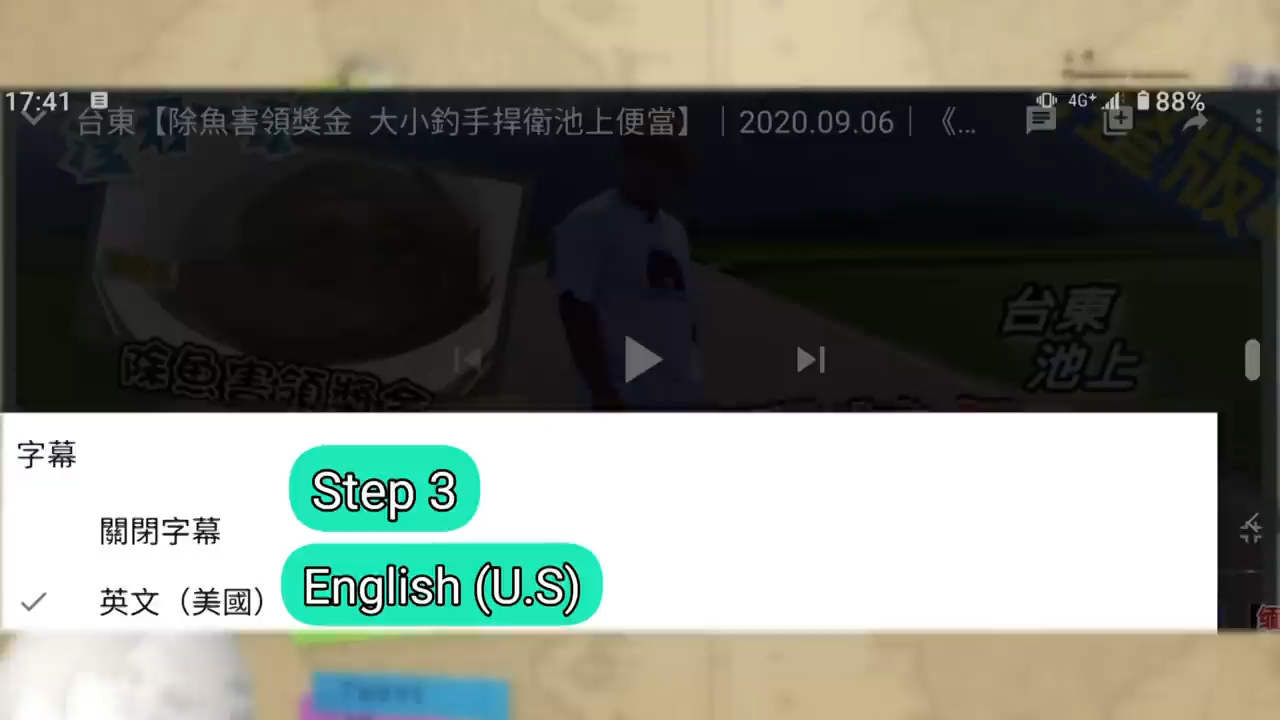 17:41
4G+
88%
台東【除魚害領獎金 大小釣手捍衛池上便當】｜2020.09.06｜《...
整版
台東
池上
除魚害領獎金
字幕
Step 3
關閉字幕
英文（美國）
English (U.S)